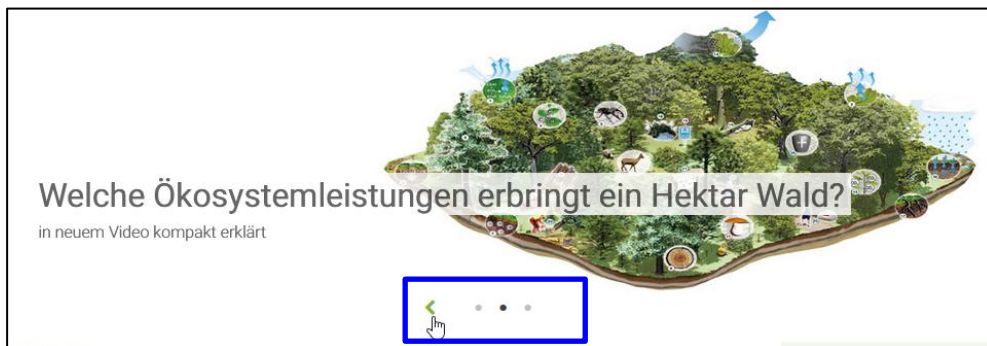 Welche Ökosystemleistungen erbringt ein Hektar Wald?
in neuem Video kompakt erklärt